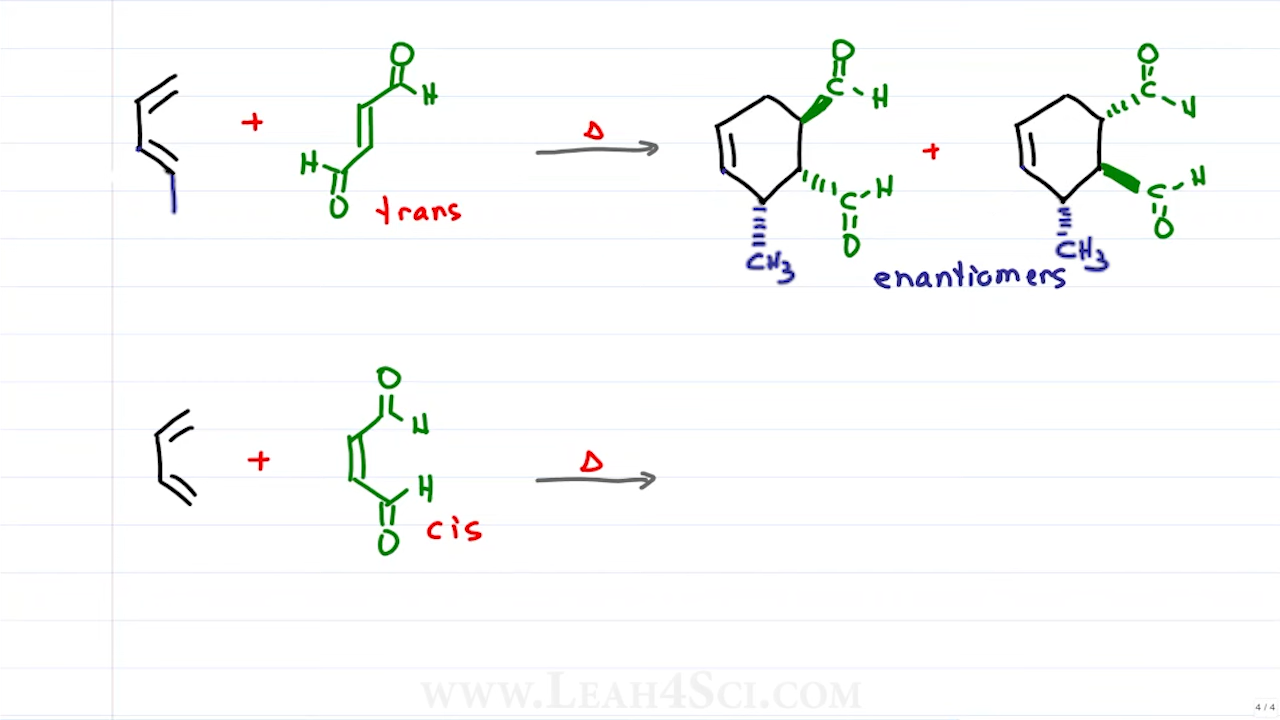 O
C
H
+
H
O
trans
Δ
O
C
H
C
H
O
CH3
+
O
C
H
C
H
O
CH3
enantiomers
+
O
H
H
O
cis
Δ
www.Leah4Sci.com
4 / 4